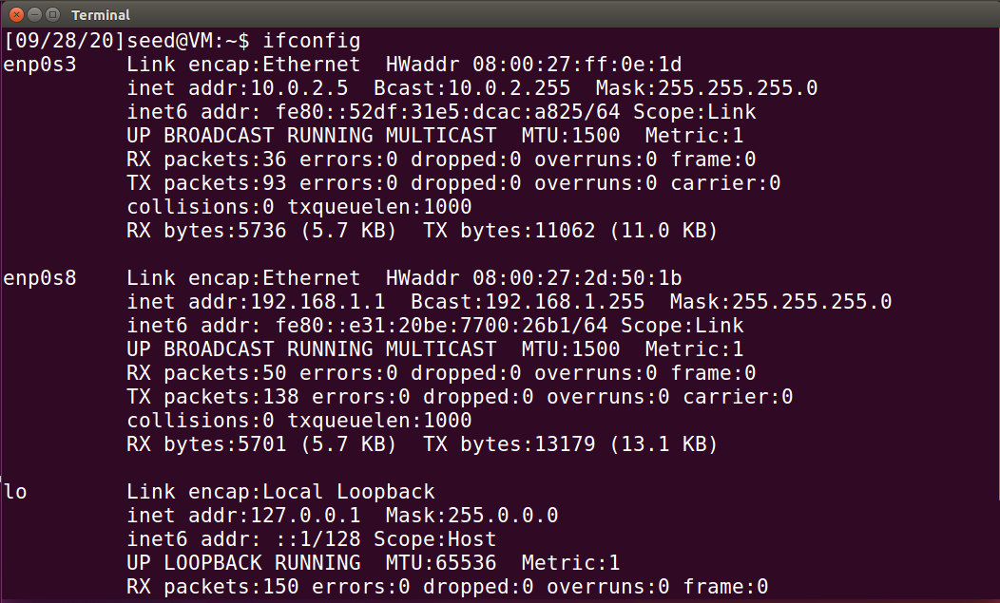 Terminal
[09/28/20]seed@VM:~$ ifconfig
enp0s3    Link encap:Ethernet  HWaddr 08:00:27:ff:0e:1d
          inet addr:10.0.2.5  Bcast:10.0.2.255  Mask:255.255.255.0
          inet6 addr: fe80::52df:31e5:dcac:a825/64 Scope:Link
          UP BROADCAST RUNNING MULTICAST  MTU:1500  Metric:1
          RX packets:36 errors:0 dropped:0 overruns:0 frame:0
          TX packets:93 errors:0 dropped:0 overruns:0 carrier:0
          collisions:0 txqueuelen:1000
          RX bytes:5736 (5.7 KB)  TX bytes:11062 (11.0 KB)

enp0s8    Link encap:Ethernet  HWaddr 08:00:27:2d:50:1b
          inet addr:192.168.1.1  Bcast:192.168.1.255  Mask:255.255.255.0
          inet6 addr: fe80::e31:20be:7700:26b1/64 Scope:Link
          UP BROADCAST RUNNING MULTICAST  MTU:1500  Metric:1
          RX packets:50 errors:0 dropped:0 overruns:0 frame:0
          TX packets:138 errors:0 dropped:0 overruns:0 carrier:0
          collisions:0 txqueuelen:1000
          RX bytes:5701 (5.7 KB)  TX bytes:13179 (13.1 KB)

lo        Link encap:Local Loopback
          inet addr:127.0.0.1  Mask:255.0.0.0
          inet6 addr: ::1/128 Scope:Host
          UP LOOPBACK RUNNING  MTU:65536  Metric:1
          RX packets:150 errors:0 dropped:0 overruns:0 frame:0